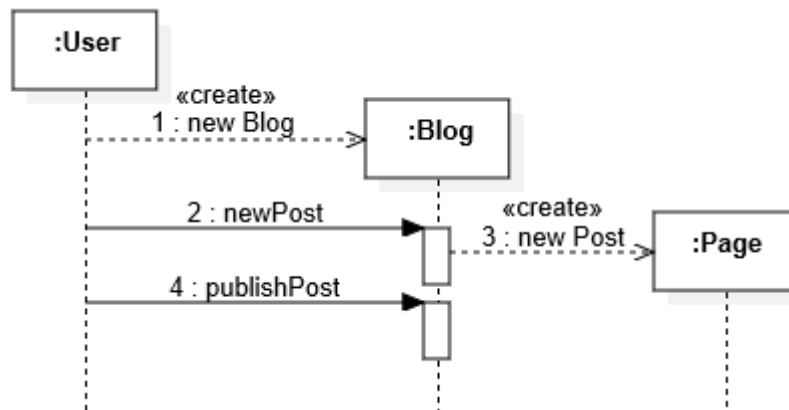 :User
«create»
1 : new Blog
:Blog
2 : newPost
«create»
3 : new Post
:Page
4 : publishPost